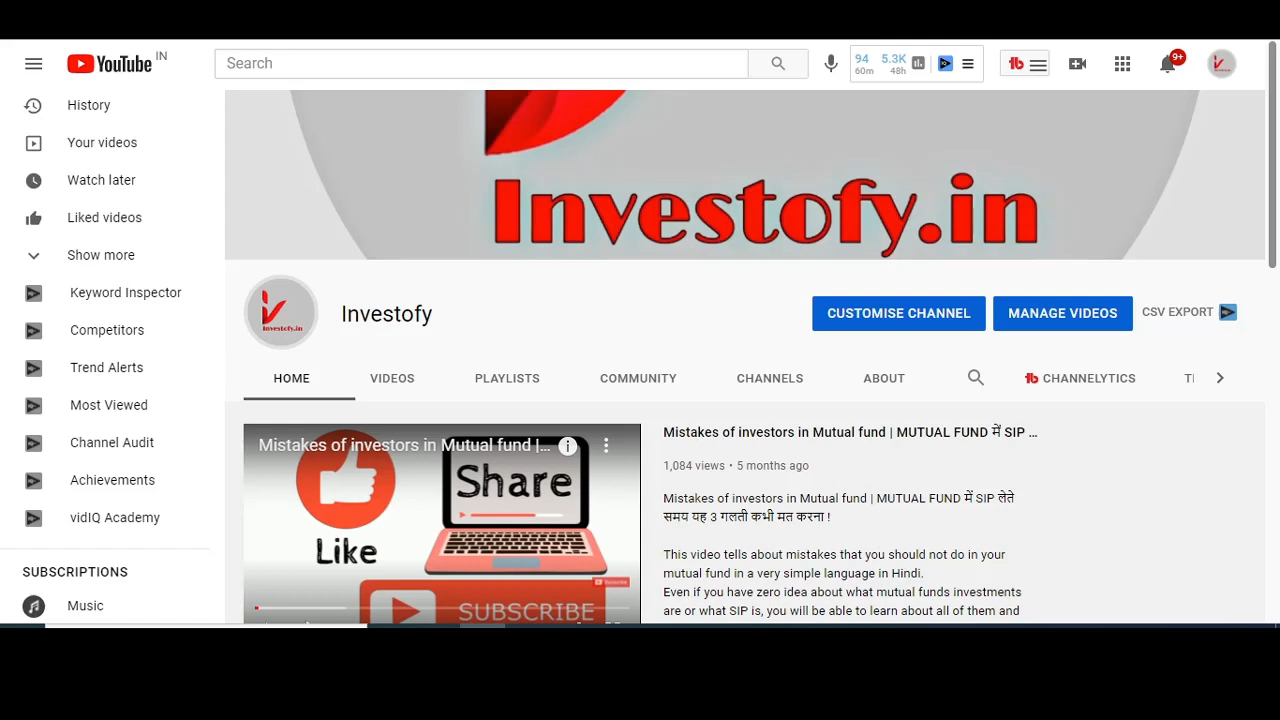 YouTube IN
Search
94 5.3K
60m 48h
9+
History
Your videos
Watch later
Liked videos
Show more
Keyword Inspector
Competitors
Trend Alerts
Most Viewed
Channel Audit
Achievements
vidIQ Academy
SUBSCRIPTIONS
Music
Investofy.in
Investofy.in
Investofy
CUSTOMISE CHANNEL
MANAGE VIDEOS
CSV EXPORT
HOME
VIDEOS
PLAYLISTS
COMMUNITY
CHANNELS
ABOUT
CHANNELYTICS
Mistakes of investors in Mutual fund |...
Share
Like
SUBSCRIBE
Mistakes of investors in Mutual fund | MUTUAL FUND में SIP ...
1,084 views • 5 months ago
Mistakes of investors in Mutual fund | MUTUAL FUND में SIP लेते
समय यह 3 गलती कभी मत करना !
This video tells about mistakes that you should not do in your
mutual fund in a very simple language in Hindi.
Even if you have zero idea about what mutual funds investments
are or what SIP is, you will be able to learn about all of them and